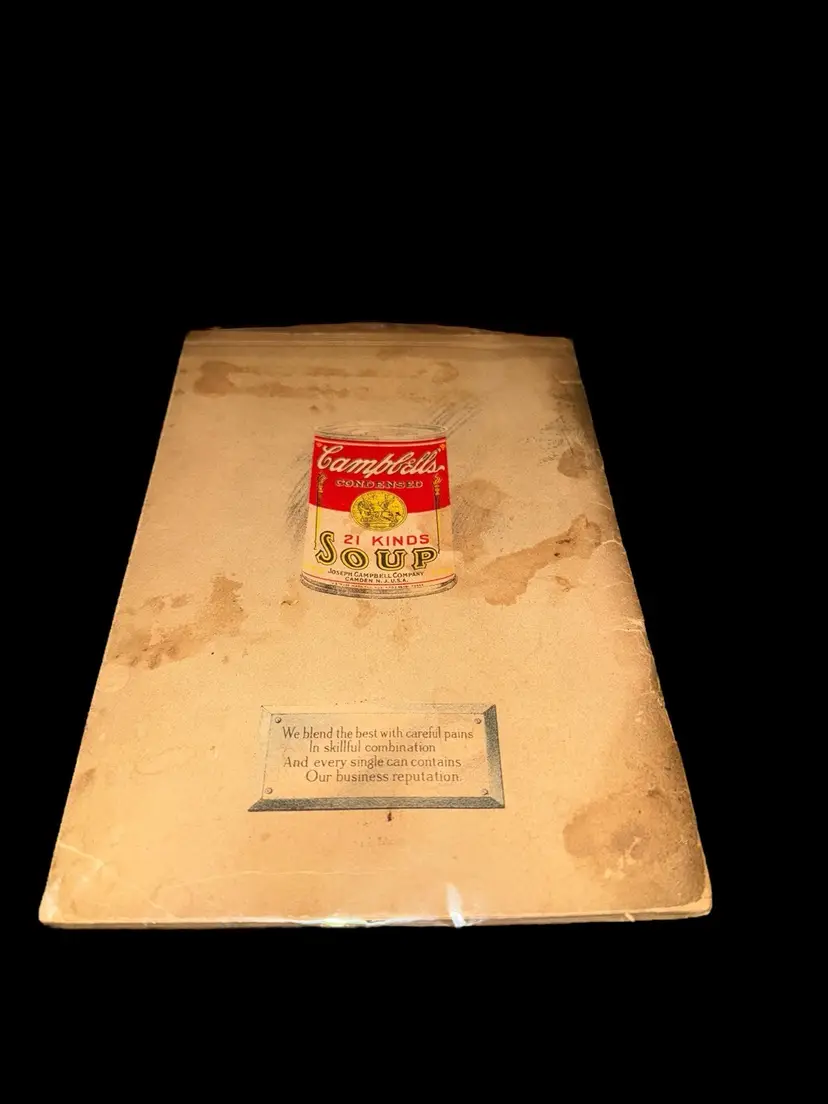 Campbell's
CONDENSED
21 KINDS
SOUP
JOSEPH CAMPBELL COMPANY
CAMDEN, N.J., U.S.A.
We blend the best with careful pains
In skillful combination
And every single can contains
Our business reputation.